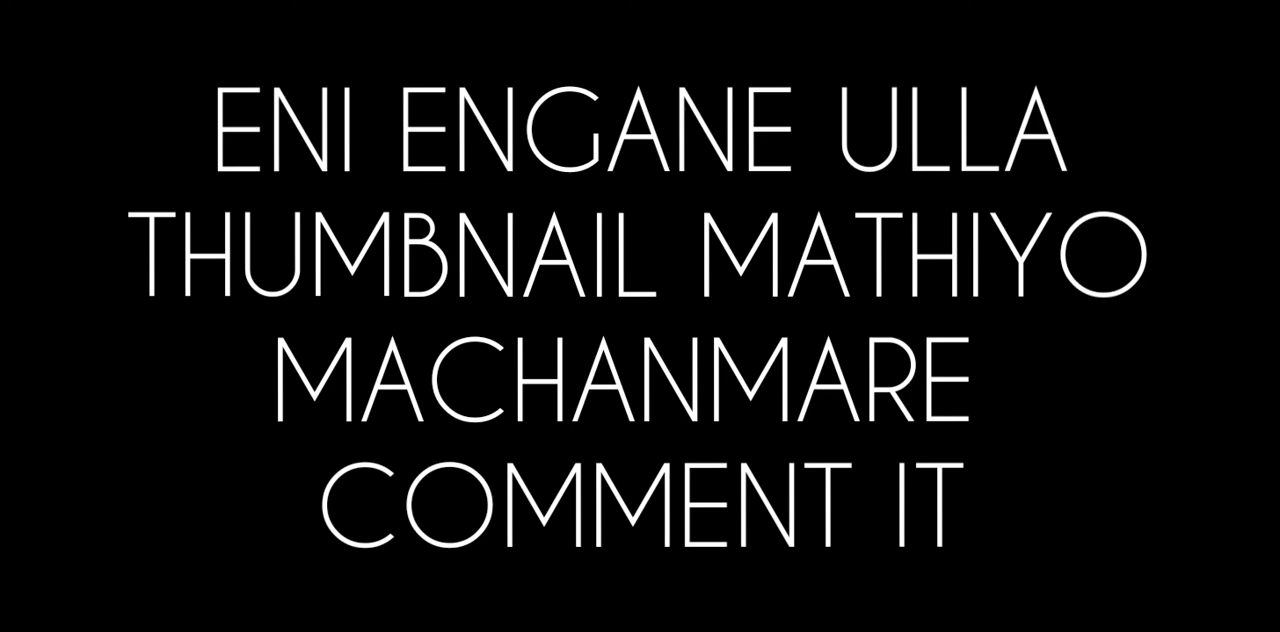 ENI ENGANE ULLA
THUMBNAIL MATHIYO
MACHANMARE
COMMENT IT